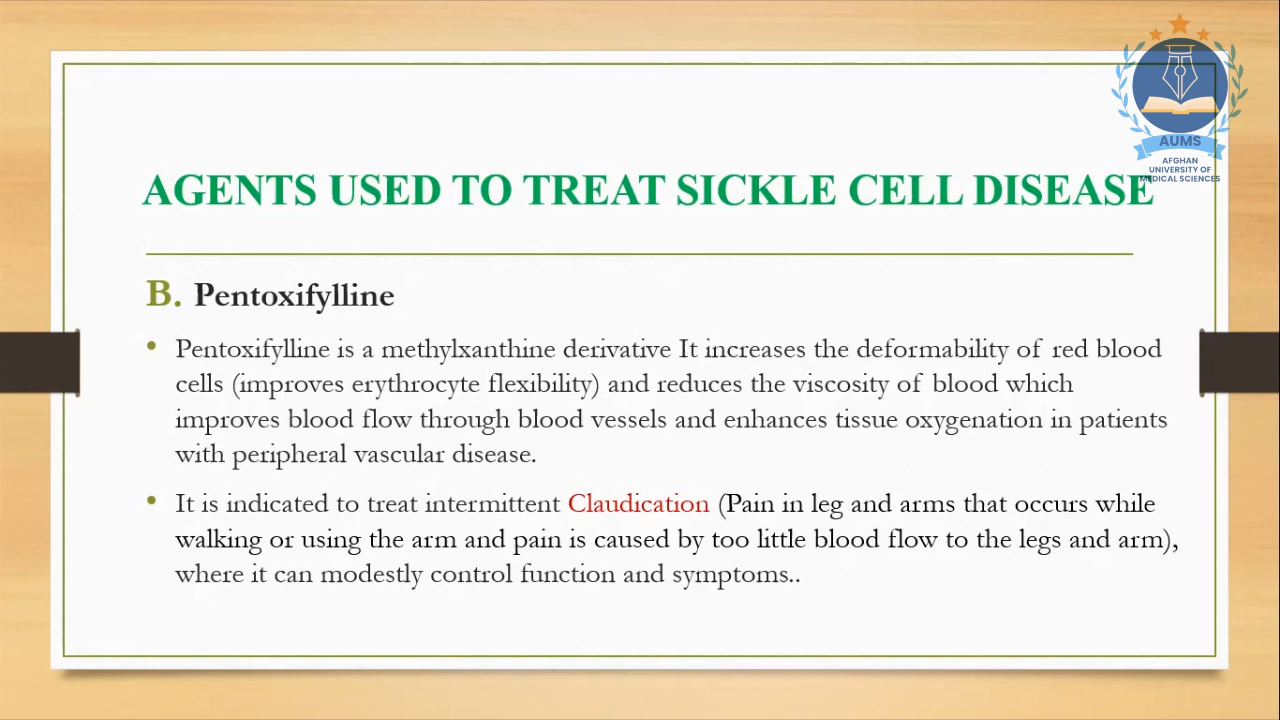 AUMS
AFGHAN
UNIVERSITY OF
MEDICAL SCIENCES
AGENTS USED TO TREAT SICKLE CELL DISEASE
B. Pentoxifylline
• Pentoxifylline is a methylxanthine derivative It increases the deformability of red blood
cells (improves erythrocyte flexibility) and reduces the viscosity of blood which
improves blood flow through blood vessels and enhances tissue oxygenation in patients
with peripheral vascular disease.
• It is indicated to treat intermittent Claudication (Pain in leg and arms that occurs while
walking or using the arm and pain is caused by too little blood flow to the legs and arm),
where it can modestly control function and symptoms..